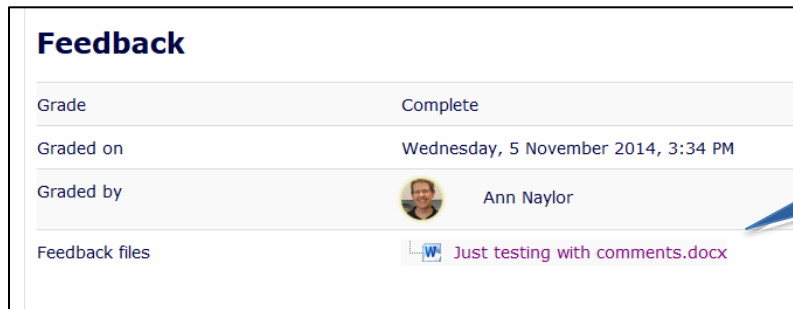 Feedback
Grade Complete
Graded on Wednesday, 5 November 2014, 3:34 PM
Graded by Ann Naylor
Feedback files Just testing with comments.docx